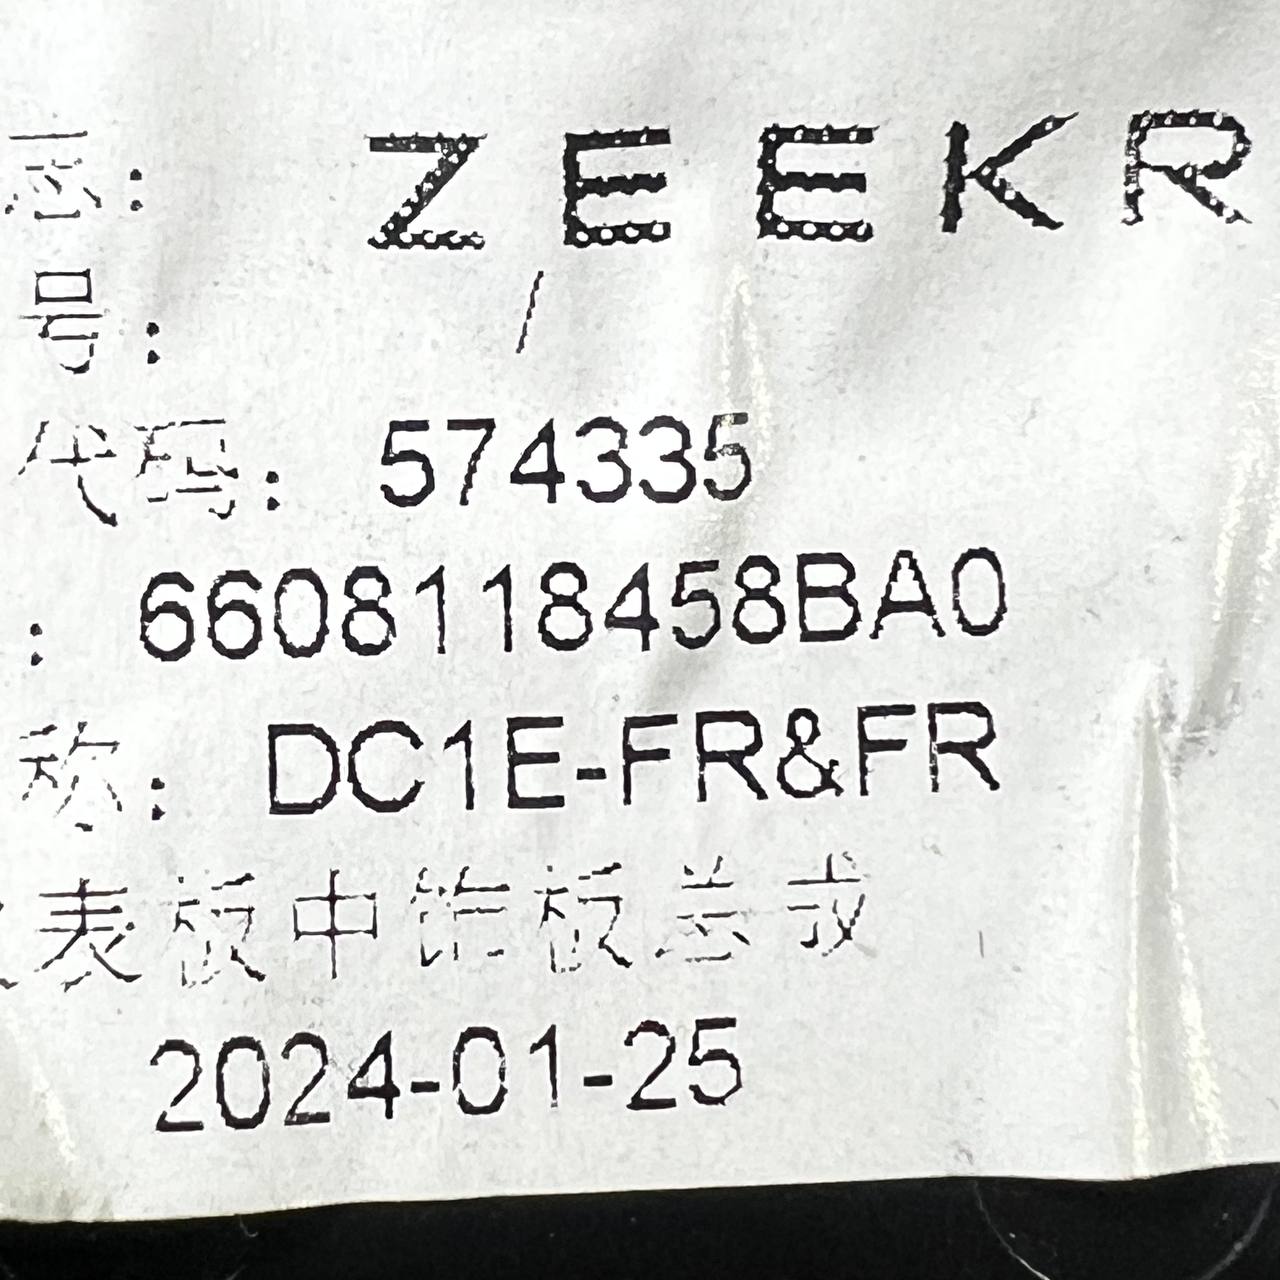 ZEEKR
号: /
代码: 574335
: 6608118458BA0
称: DC1E-FR&FR
表板中饰板总成
2024-01-25